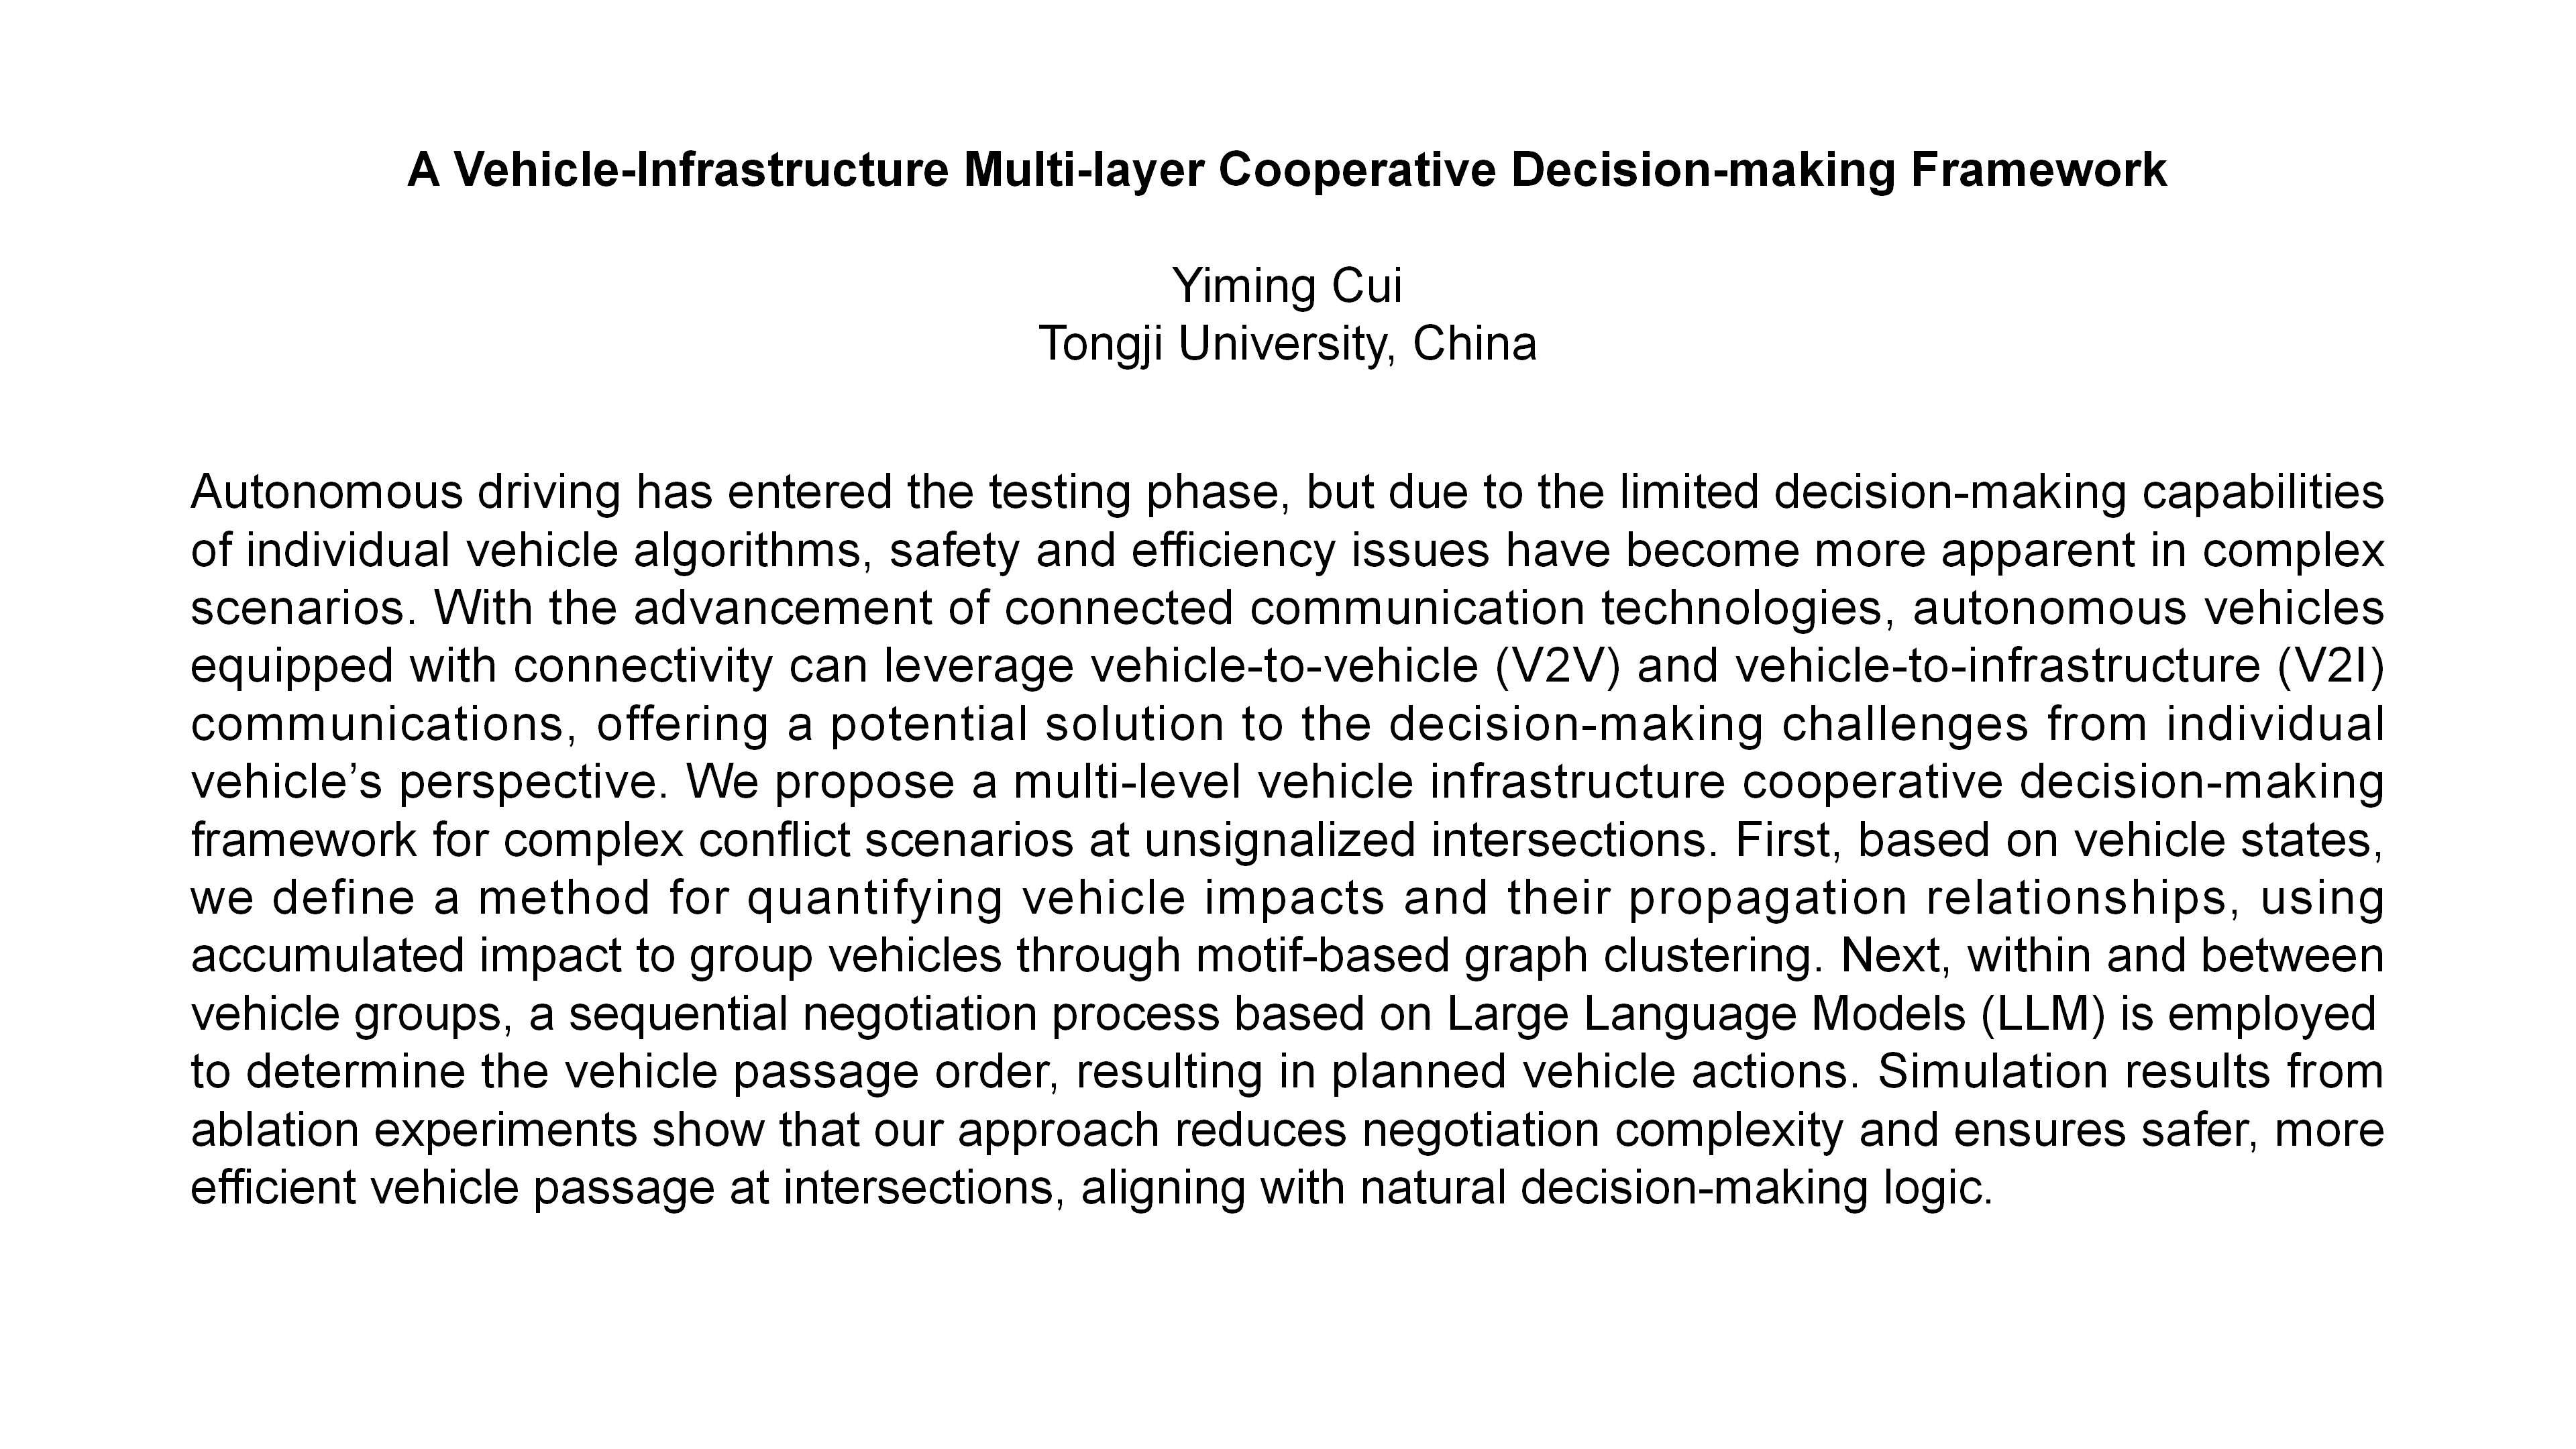 A Vehicle-Infrastructure Multi-layer Cooperative Decision-making Framework
Yiming Cui
Tongji University, China
Autonomous driving has entered the testing phase, but due to the limited decision-making capabilities
of individual vehicle algorithms, safety and efficiency issues have become more apparent in complex
scenarios. With the advancement of connected communication technologies, autonomous vehicles
equipped with connectivity can leverage vehicle-to-vehicle (V2V) and vehicle-to-infrastructure (V2I)
communications, offering a potential solution to the decision-making challenges from individual
vehicle’s perspective. We propose a multi-level vehicle infrastructure cooperative decision-making
framework for complex conflict scenarios at unsignalized intersections. First, based on vehicle states,
we define a method for quantifying vehicle impacts and their propagation relationships, using
accumulated impact to group vehicles through motif-based graph clustering. Next, within and between
vehicle groups, a sequential negotiation process based on Large Language Models (LLM) is employed
to determine the vehicle passage order, resulting in planned vehicle actions. Simulation results from
ablation experiments show that our approach reduces negotiation complexity and ensures safer, more
efficient vehicle passage at intersections, aligning with natural decision-making logic.